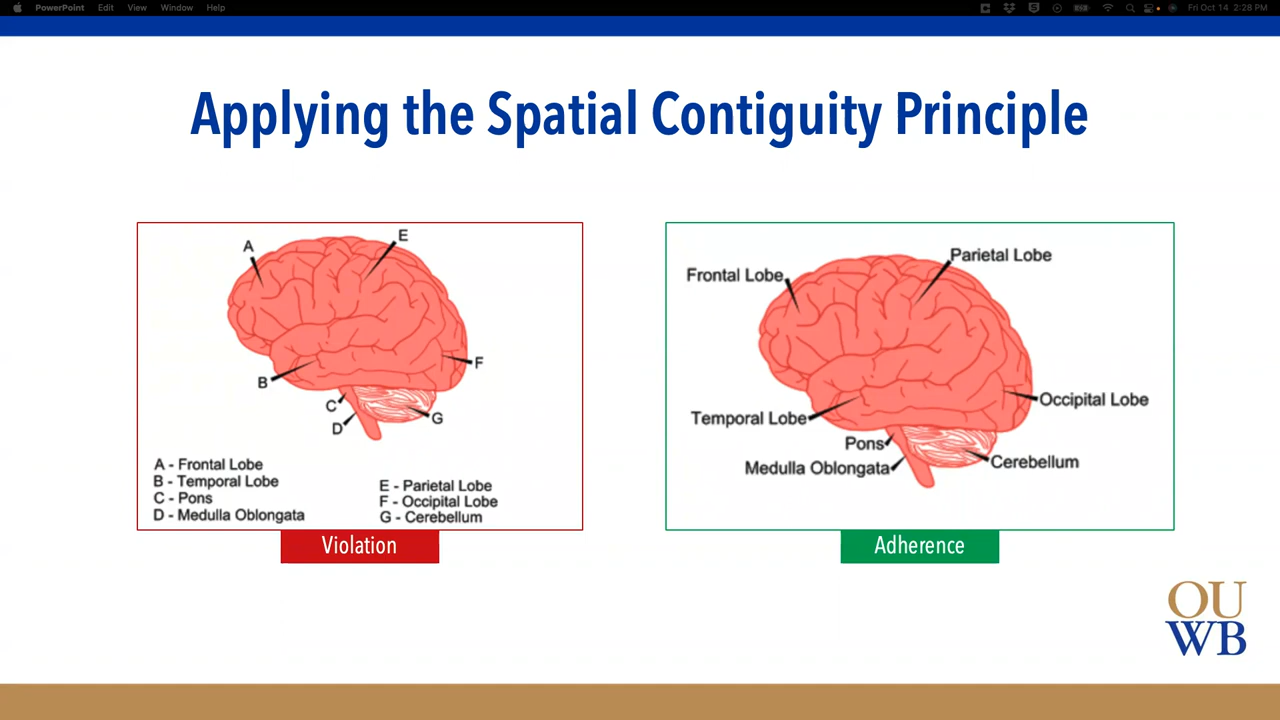 PowerPoint Edit View Window Help
Fri Oct 14 2:28 PM
Applying the Spatial Contiguity Principle
A
E
B
F
C
D
G
A - Frontal Lobe
B - Temporal Lobe
C - Pons
D - Medulla Oblongata
E - Parietal Lobe
F - Occipital Lobe
G - Cerebellum
Violation
Parietal Lobe
Frontal Lobe
Occipital Lobe
Temporal Lobe
Pons
Medulla Oblongata
Cerebellum
Adherence
OU
WB